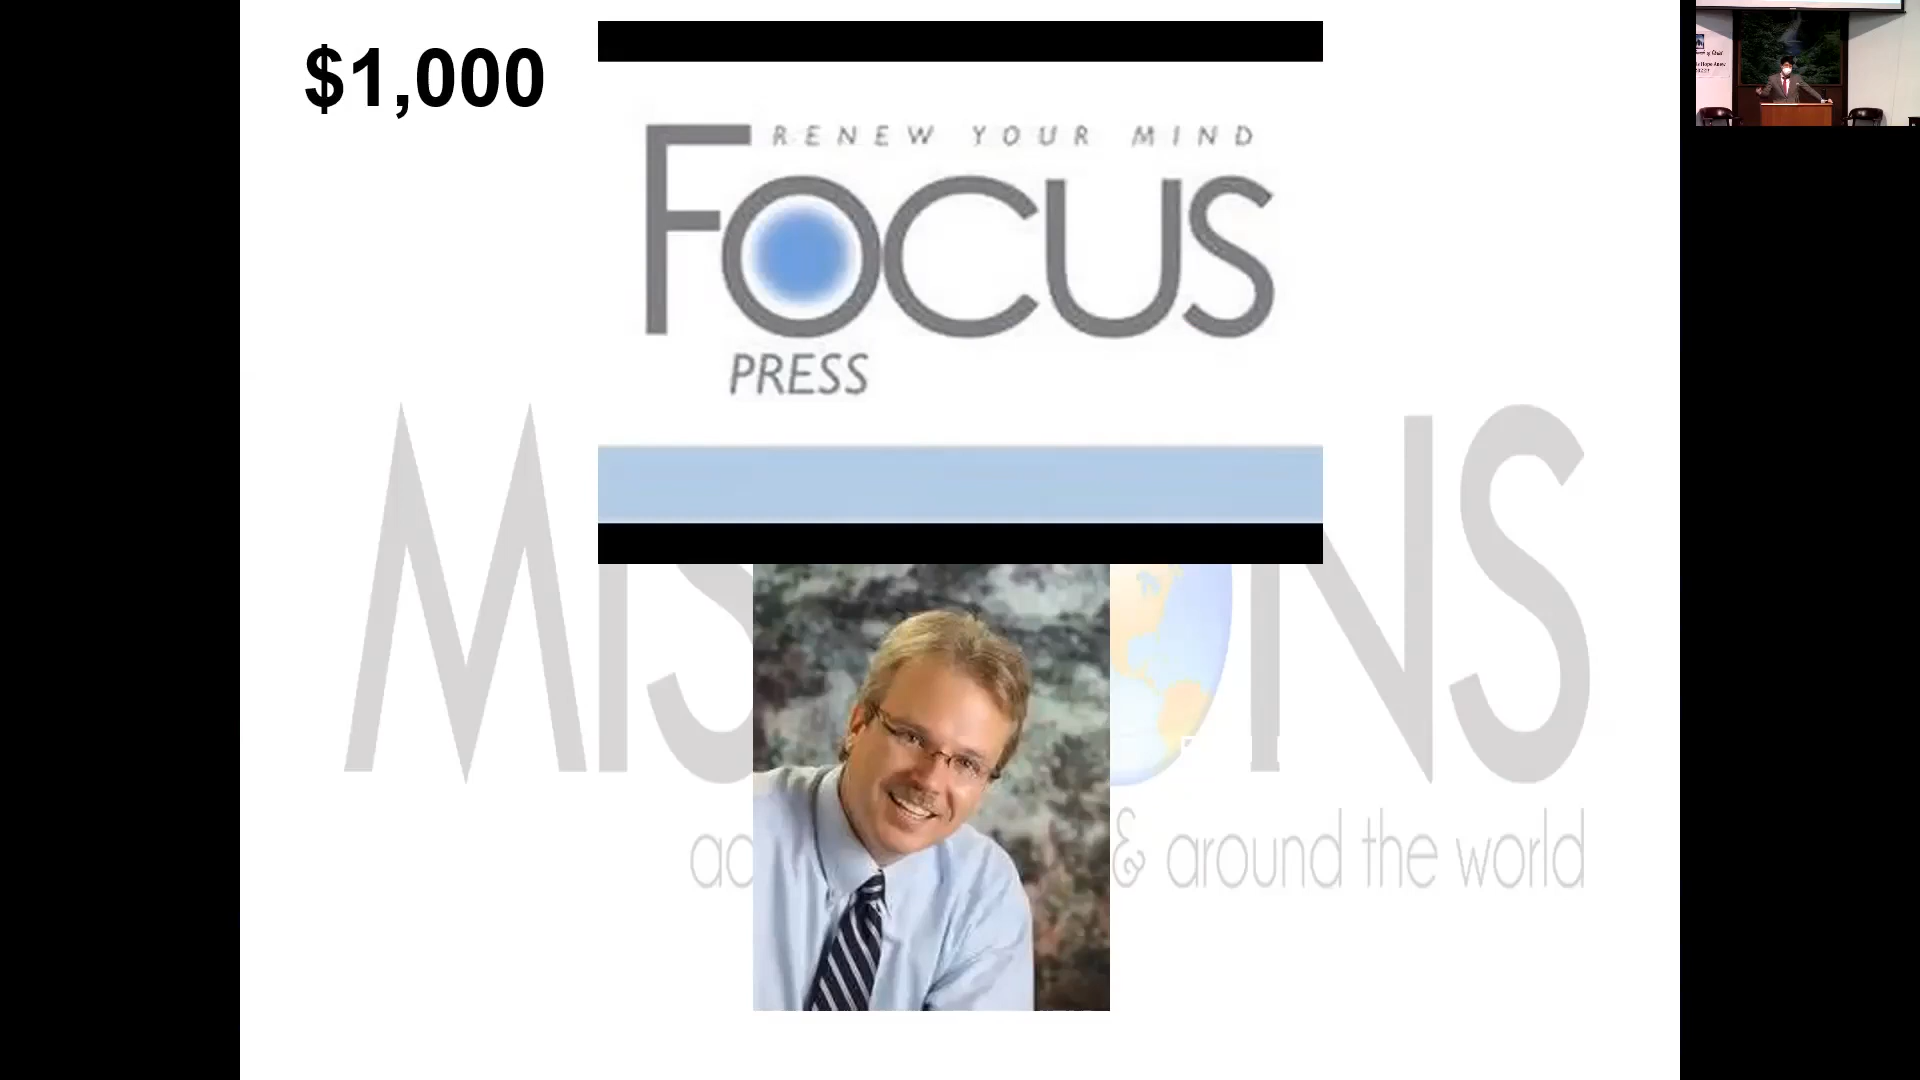 $1,000
RENEW YOUR MIND
FOCUS
PRESS
MIS NS
& around the world